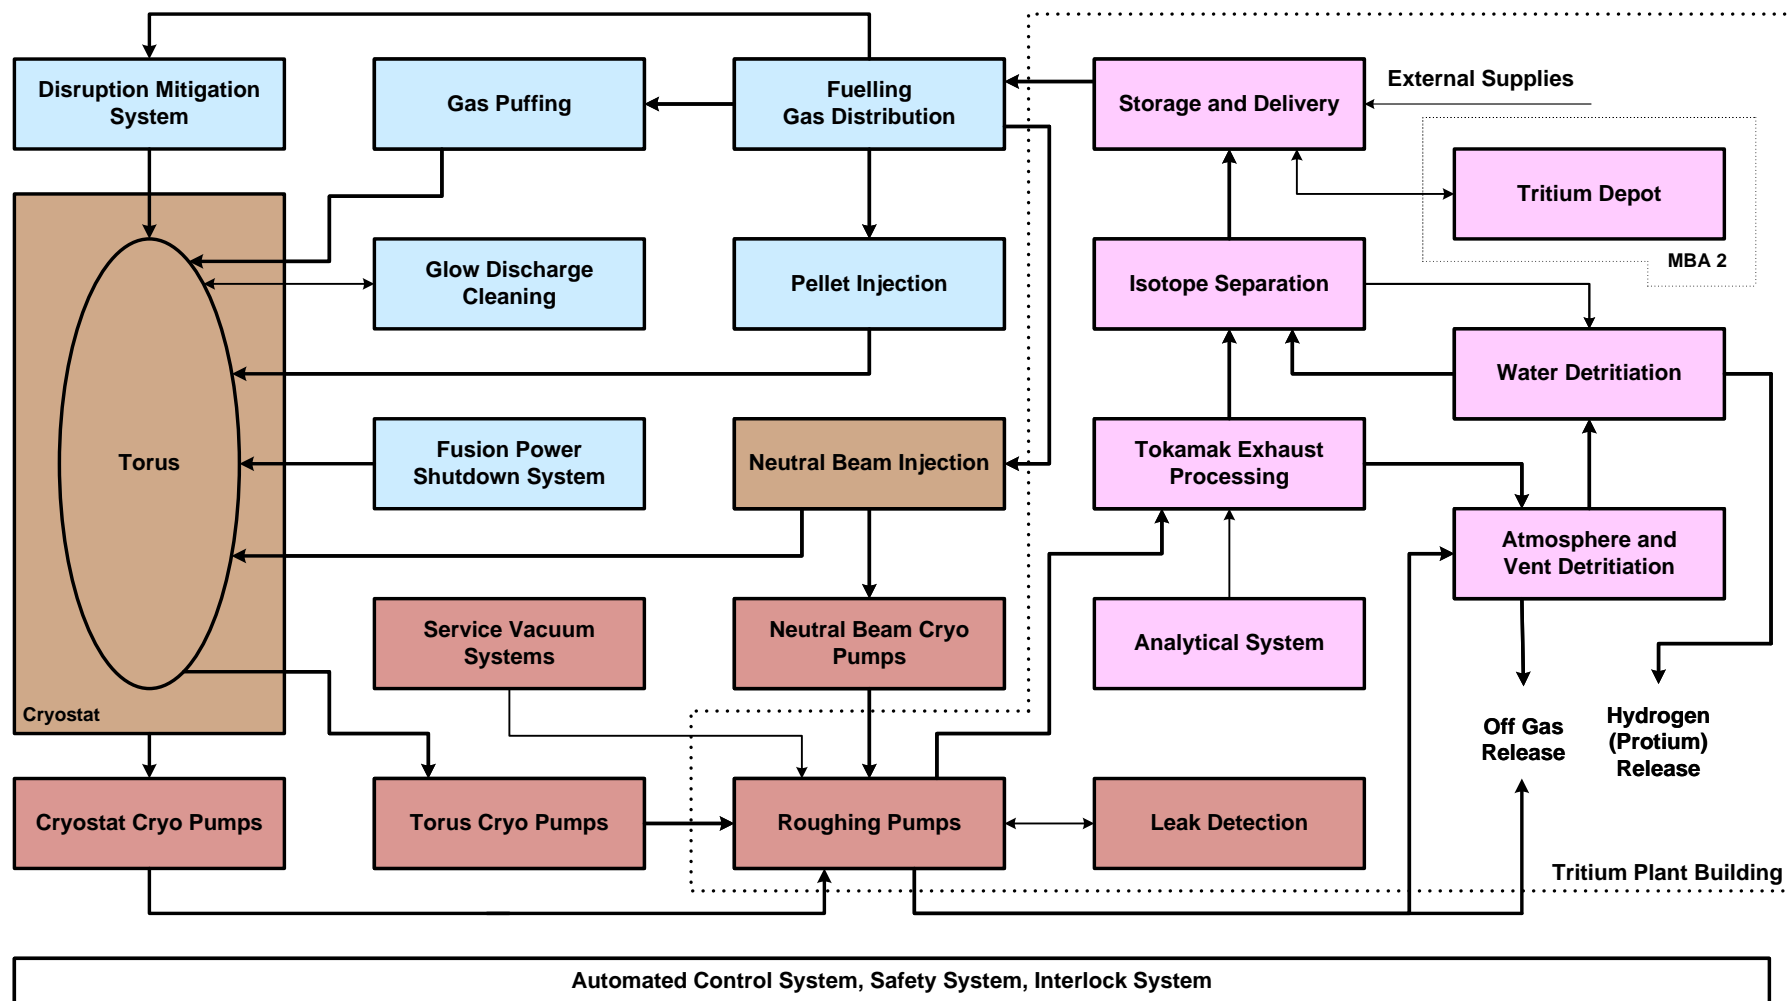 Disruption Mitigation
System
Gas Puffing
Fuelling
Gas Distribution
Storage and Delivery
External Supplies
Tritium Depot
MBA 2
Glow Discharge
Cleaning
Pellet Injection
Isotope Separation
Water Detritiation
Torus
Fusion Power
Shutdown System
Neutral Beam Injection
Tokamak Exhaust
Processing
Atmosphere and
Vent Detritiation
Service Vacuum
Systems
Neutral Beam Cryo
Pumps
Analytical System
Cryostat
Off Gas
Release
Hydrogen
(Protium)
Release
Cryostat Cryo Pumps
Torus Cryo Pumps
Roughing Pumps
Leak Detection
Tritium Plant Building
Automated Control System, Safety System, Interlock System